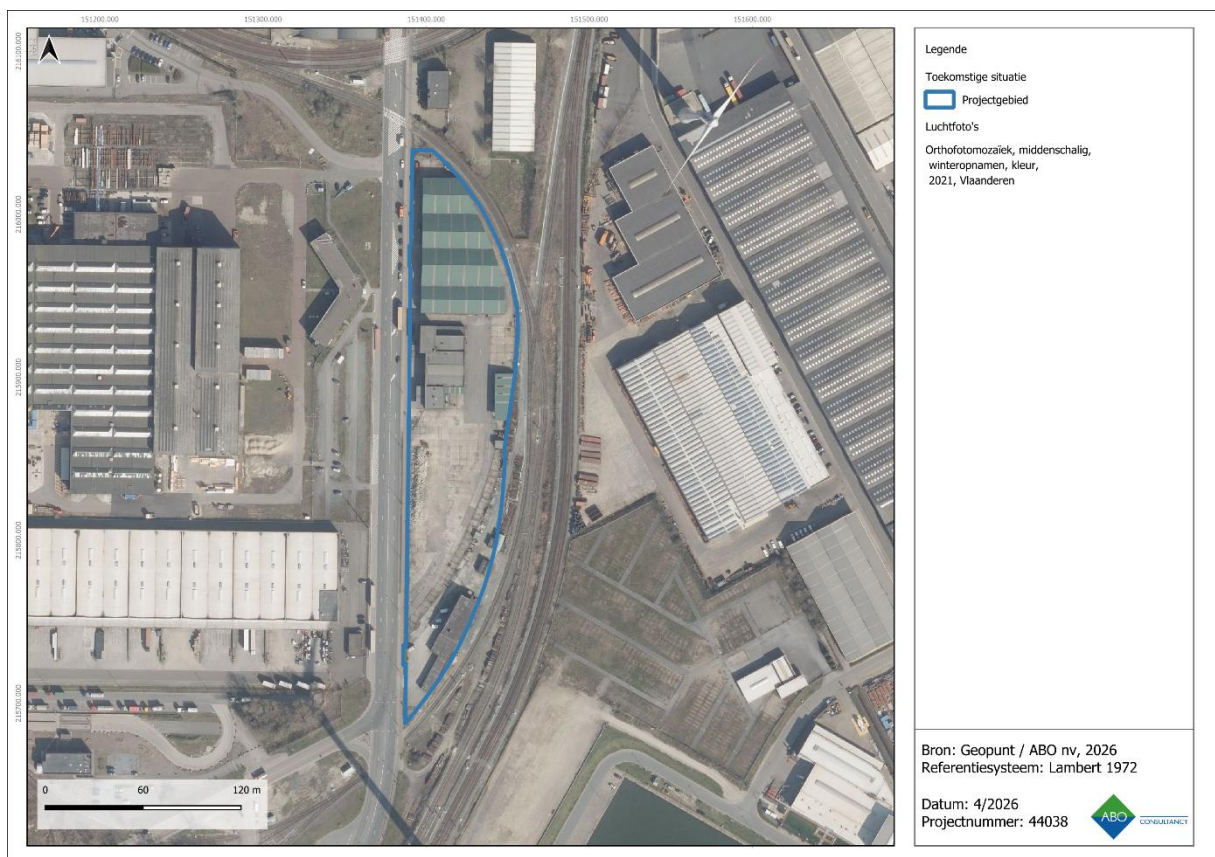 151200.000
151300.000
151400.000
151500.000
151600.000
216100.000
216000.000
215900.000
215800.000
215700.000
0 60 120 m
Legende
Toekomstige situatie
Projectgebied
Luchtfoto's
Orthofotomozaïek, middenschalig,
winteropnamen, kleur,
2021, Vlaanderen
Bron: Geopunt / ABO nv, 2026
Referentiesysteem: Lambert 1972
Datum: 4/2026
Projectnummer: 44038
ABO CONSULTANCY